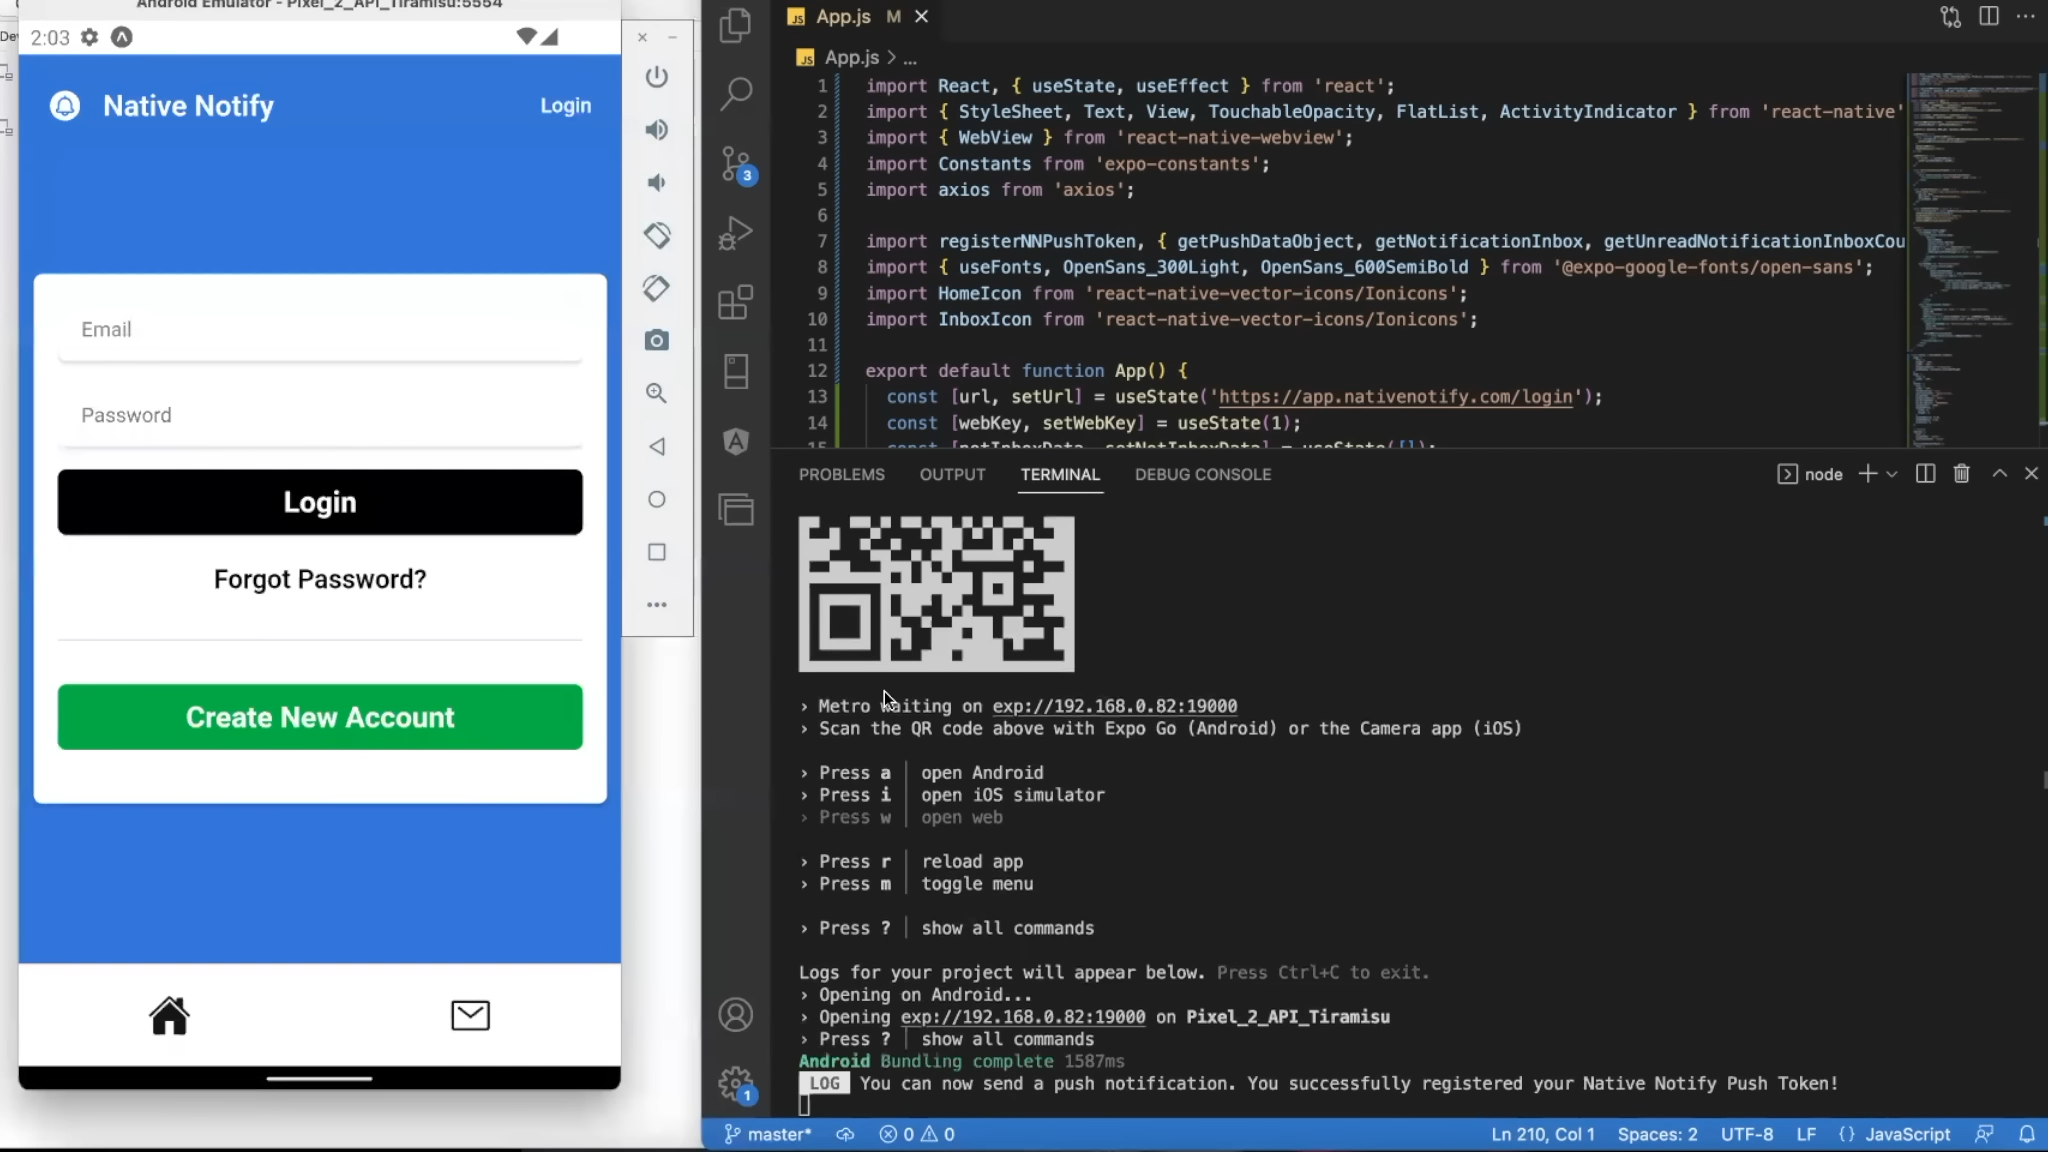 Android Emulator - Pixel_2_API_Tiramisu:5554
2:03
Native Notify
Login
Email
Password
Login
Forgot Password?
Create New Account
JS App.js M
JS App.js > ...
1 import React, { useState, useEffect } from 'react';
2 import { StyleSheet, Text, View, TouchableOpacity, FlatList, ActivityIndicator } from 'react-native'
3 import { WebView } from 'react-native-webview';
4 import Constants from 'expo-constants';
5 import axios from 'axios';
6
7 import registerNNPushToken, { getPushDataObject, getNotificationInbox, getUnreadNotificationInboxCou
8 import { useFonts, OpenSans_300Light, OpenSans_600SemiBold } from '@expo-google-fonts/open-sans';
9 import HomeIcon from 'react-native-vector-icons/Ionicons';
10 import InboxIcon from 'react-native-vector-icons/Ionicons';
11
12 export default function App() {
13 const [url, setUrl] = useState('https://app.nativenotify.com/login');
14 const [webKey, setWebKey] = useState(1);
15 const [notInboxData, setNotInboxData] = useState([]);
3
PROBLEMS OUTPUT TERMINAL DEBUG CONSOLE
node
› Metro waiting on exp://192.168.0.82:19000
› Scan the QR code above with Expo Go (Android) or the Camera app (iOS)
› Press a │ open Android
› Press i │ open iOS simulator
› Press w │ open web
› Press r │ reload app
› Press m │ toggle menu
› Press ? │ show all commands
Logs for your project will appear below. Press Ctrl+C to exit.
› Opening on Android...
› Opening exp://192.168.0.82:19000 on Pixel_2_API_Tiramisu
› Press ? │ show all commands
Android Bundling complete 1587ms
LOG You can now send a push notification. You successfully registered your Native Notify Push Token!
1
master* 0 0 Ln 210, Col 1 Spaces: 2 UTF-8 LF {} JavaScript